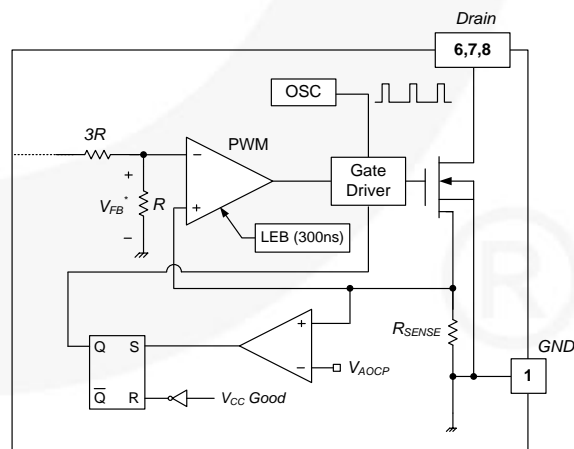 Drain
6,7,8
OSC
3R
PWM
Gate
Driver
+
−
V_FB*
R
−
+
LEB (300ns)
R_SENSE
GND
1
+
−
V_AOCP
Q
S
Q̅
R
V_CC Good
®